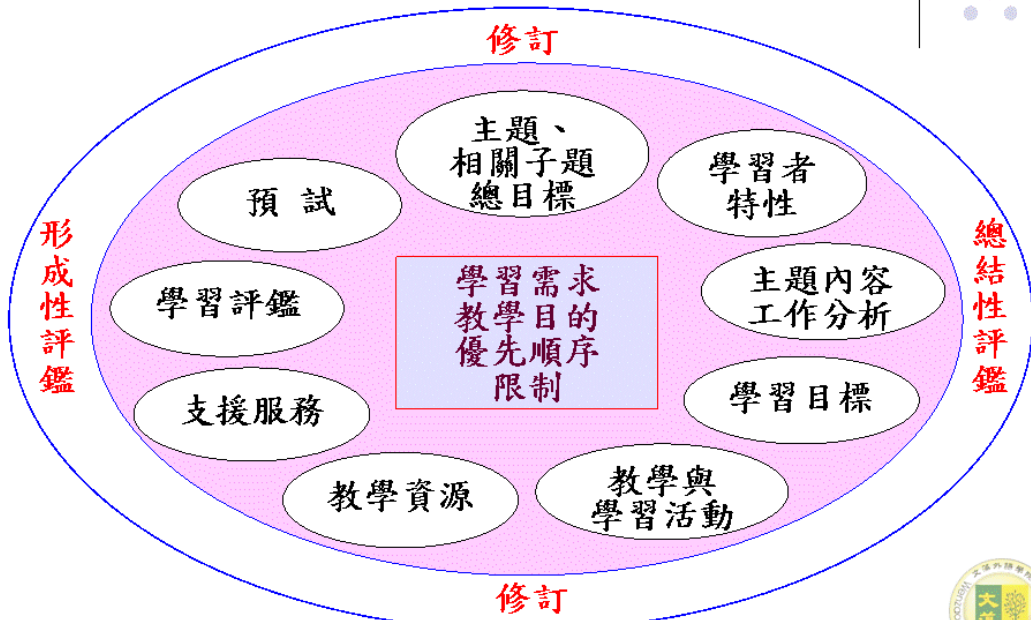 修訂
主題、
相關子題
總目標
學習者
特性
預 試
形成性評鑑
總結性評鑑
學習評鑑
學習需求
教學目的
優先順序
限制
主題內容
工作分析
支援服務
學習目標
教學資源
教學與
學習活動
修訂